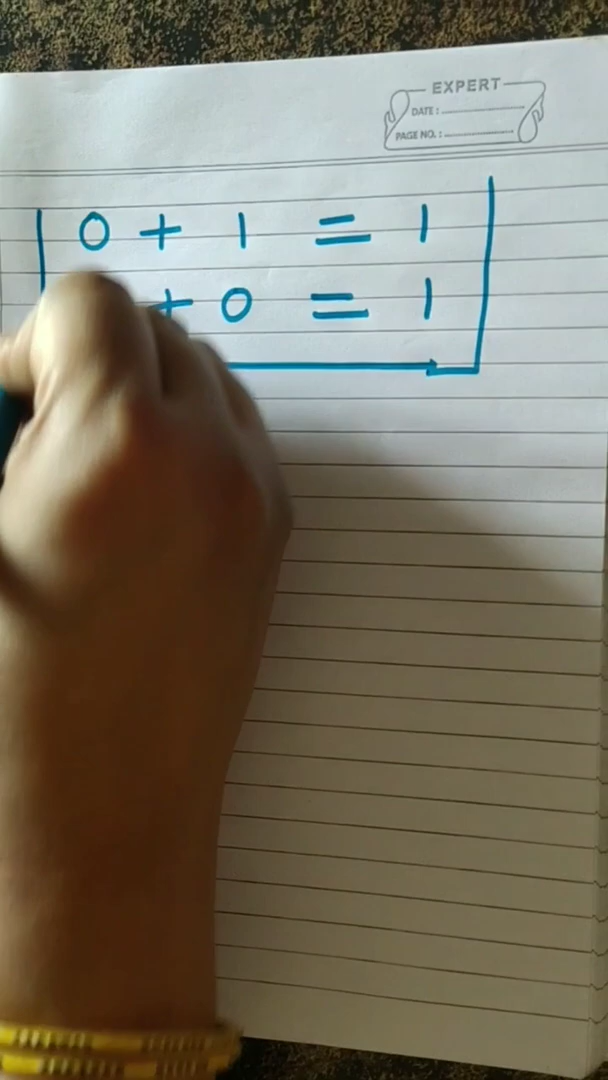 EXPERT
DATE :
PAGE NO. :
0 + 1 = 1
+ 0 = 1